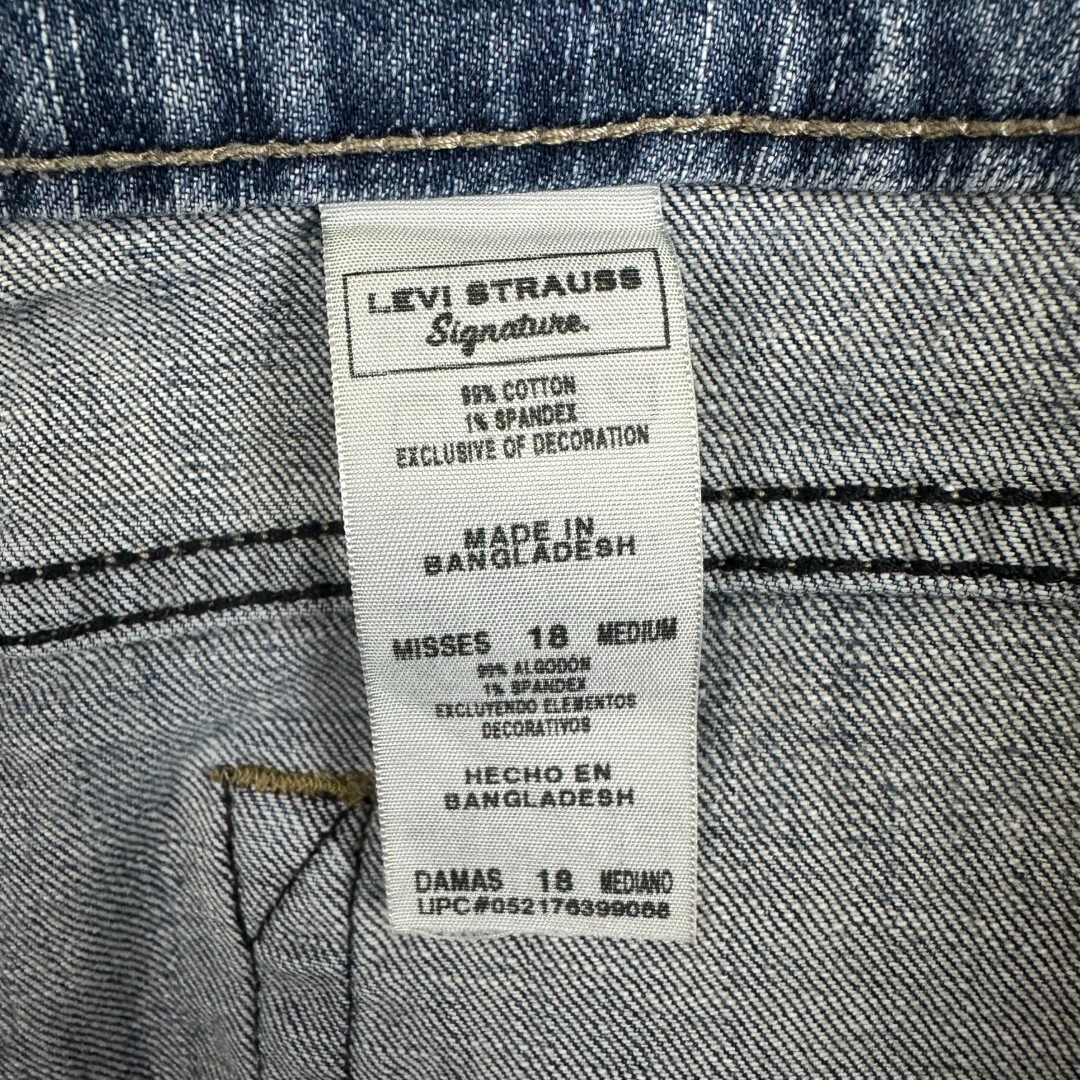 LEVI STRAUSS
Signature.
99% COTTON
1% SPANDEX
EXCLUSIVE OF DECORATION
MADE IN
BANGLADESH
MISSES 18 MEDIUM
99% ALGODON
1% SPANDEX
EXCLUYENDO ELEMENTOS
DECORATIVOS
HECHO EN
BANGLADESH
DAMAS 18 MEDIANO
UPC#052176399068